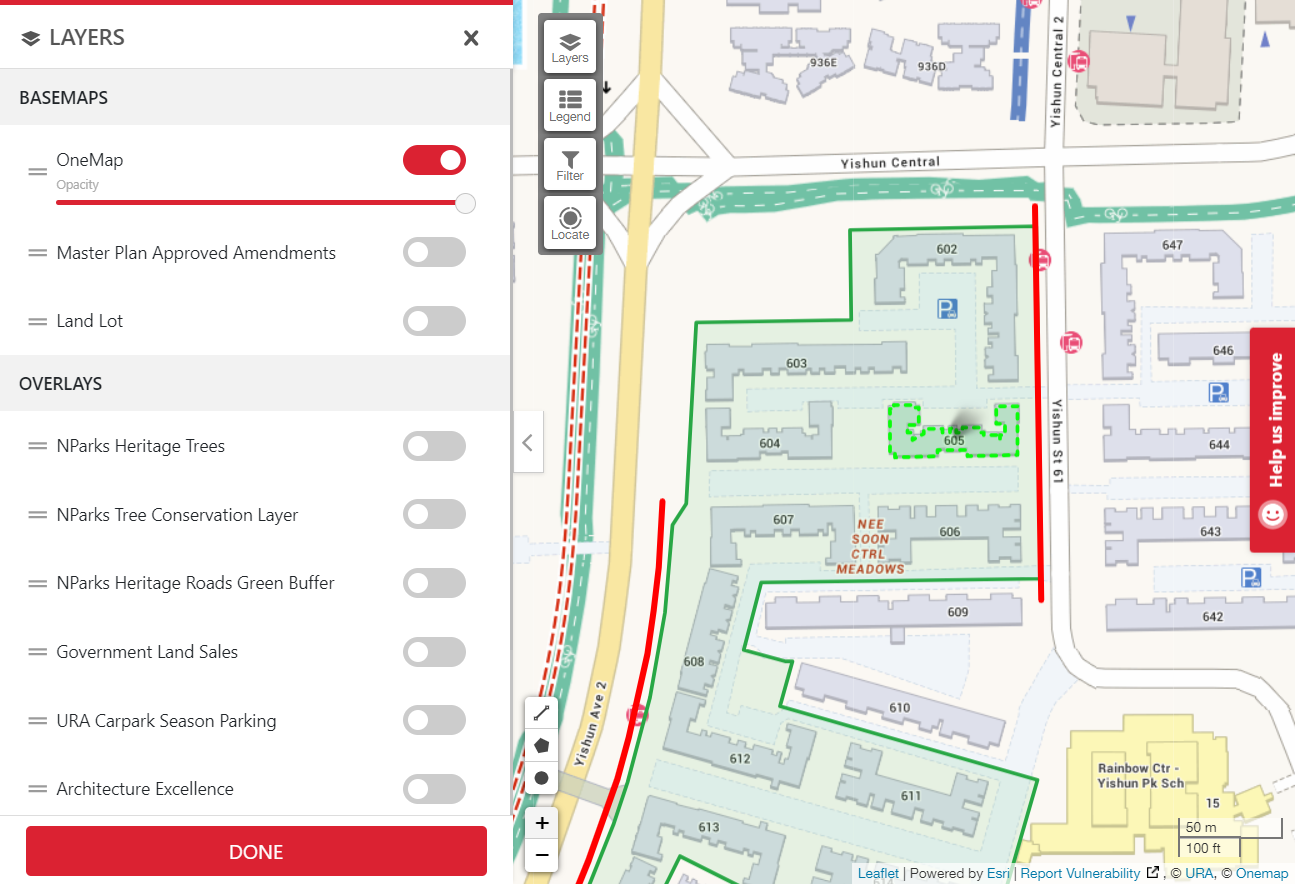 LAYERS
BASEMAPS
OneMap
Opacity
Master Plan Approved Amendments
Land Lot
OVERLAYS
NParks Heritage Trees
NParks Tree Conservation Layer
NParks Heritage Roads Green Buffer
Government Land Sales
URA Carpark Season Parking
Architecture Excellence
DONE
Layers
Legend
Filter
Locate
936E
936D
Yishun Central 2
Yishun Central
602
647
603
646
604
605
644
Yishun St 61
607
606
643
NEE
SOON
CTRL
MEADOWS
609
642
608
610
Yishun Ave 2
612
611
613
Rainbow Ctr -
Yishun Pk Sch
15
Help us improve
+
−
50 m
100 ft
Leaflet | Powered by Esri | Report Vulnerability , © URA, © Onemap